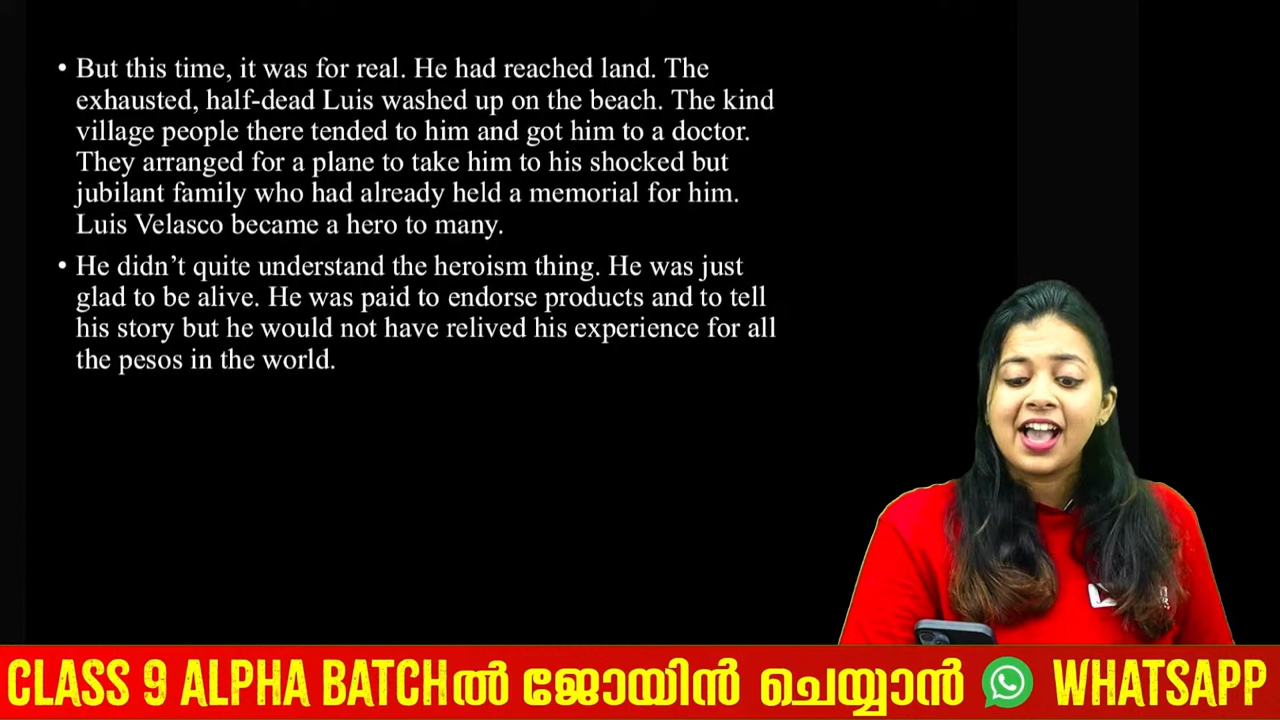 • But this time, it was for real. He had reached land. The
exhausted, half-dead Luis washed up on the beach. The kind
village people there tended to him and got him to a doctor.
They arranged for a plane to take him to his shocked but
jubilant family who had already held a memorial for him.
Luis Velasco became a hero to many.
• He didn’t quite understand the heroism thing. He was just
glad to be alive. He was paid to endorse products and to tell
his story but he would not have relived his experience for all
the pesos in the world.
CLASS 9 ALPHA BATCHൽ ജോയിൻ ചെയ്യാൻ WHATSAPP